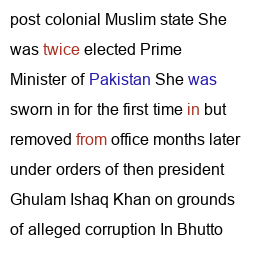 post colonial Muslim state She
was twice elected Prime
Minister of Pakistan She was
sworn in for the first time in but
removed from office months later
under orders of then president
Ghulam Ishaq Khan on grounds
of alleged corruption In Bhutto